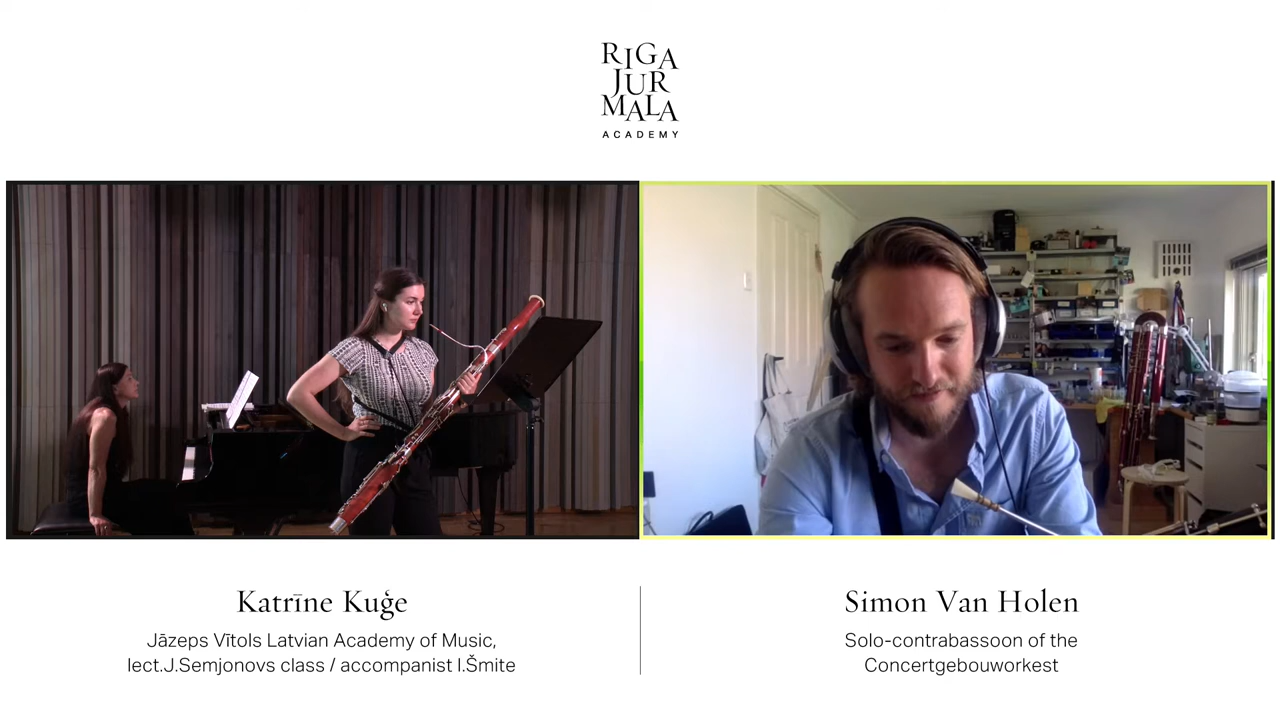 RIGA
JUR
MALA
ACADEMY
Katrīne Kuģe
Jāzeps Vītols Latvian Academy of Music,
lect.J.Semjonovs class / accompanist I.Šmite
Simon Van Holen
Solo-contrabassoon of the
Concertgebouworkest